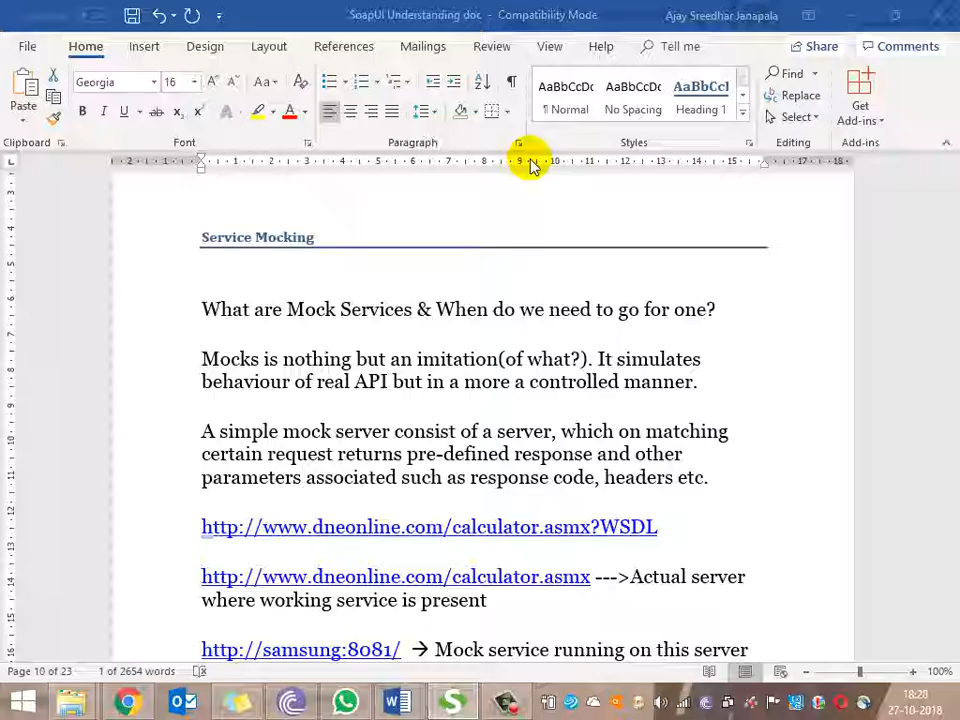 SoapUI Understanding.doc - Compatibility Mode
Ajay Sreedhar Janapala
File Home Insert Design Layout References Mailings Review View Help Tell me Share Comments
Georgia 16 Aa AaBbCcDc AaBbCcDc AaBbCcI Find
Paste B I U ab x₂ x² A ¶ Normal No Spacing Heading 1 Replace Select Get Add-ins
Clipboard Font Paragraph Styles Editing Add-ins
Service Mocking
What are Mock Services & When do we need to go for one?
Mocks is nothing but an imitation(of what?). It simulates
behaviour of real API but in a more a controlled manner.
A simple mock server consist of a server, which on matching
certain request returns pre-defined response and other
parameters associated such as response code, headers etc.
http://www.dneonline.com/calculator.asmx?WSDL
http://www.dneonline.com/calculator.asmx --->Actual server
where working service is present
http://samsung:8081/ → Mock service running on this server
Page 10 of 23 1 of 2654 words 100%
18:28
27-10-2018